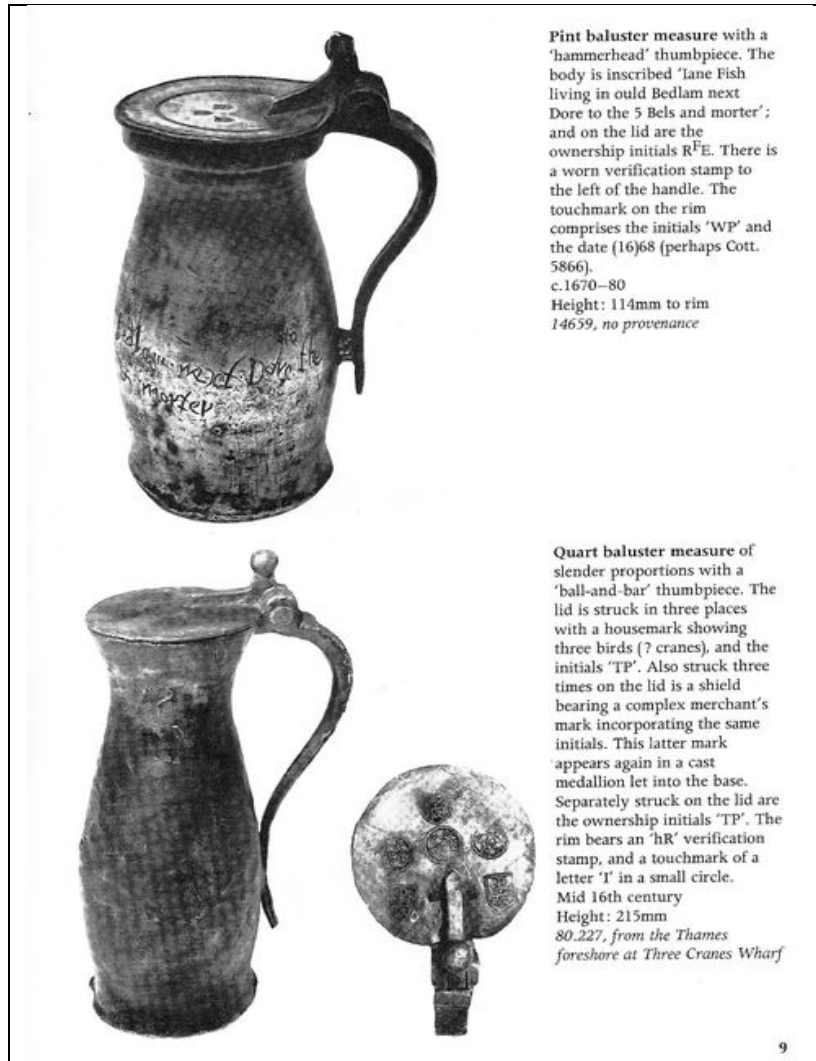 Pint baluster measure with a
‘hammerhead’ thumbpiece. The
body is inscribed ‘Iane Fish
living in ould Bedlam next
Dore to the 5 Bels and morter’;
and on the lid are the
ownership initials RFE. There is
a worn verification stamp to
the left of the handle. The
touchmark on the rim
comprises the initials ‘WP’ and
the date (16)68 (perhaps Cott.
5866).
c.1670–80
Height: 114mm to rim
14659, no provenance
to
next Dore the
morter
Quart baluster measure of
slender proportions with a
‘ball-and-bar’ thumbpiece. The
lid is struck in three places
with a housemark showing
three birds (? cranes), and the
initials ‘TP’. Also struck three
times on the lid is a shield
bearing a complex merchant’s
mark incorporating the same
initials. This latter mark
appears again in a cast
medallion let into the base.
Separately struck on the lid are
the ownership initials ‘TP’. The
rim bears an ‘hR’ verification
stamp, and a touchmark of a
letter ‘I’ in a small circle.
Mid 16th century
Height: 215mm
80.227, from the Thames
foreshore at Three Cranes Wharf
9